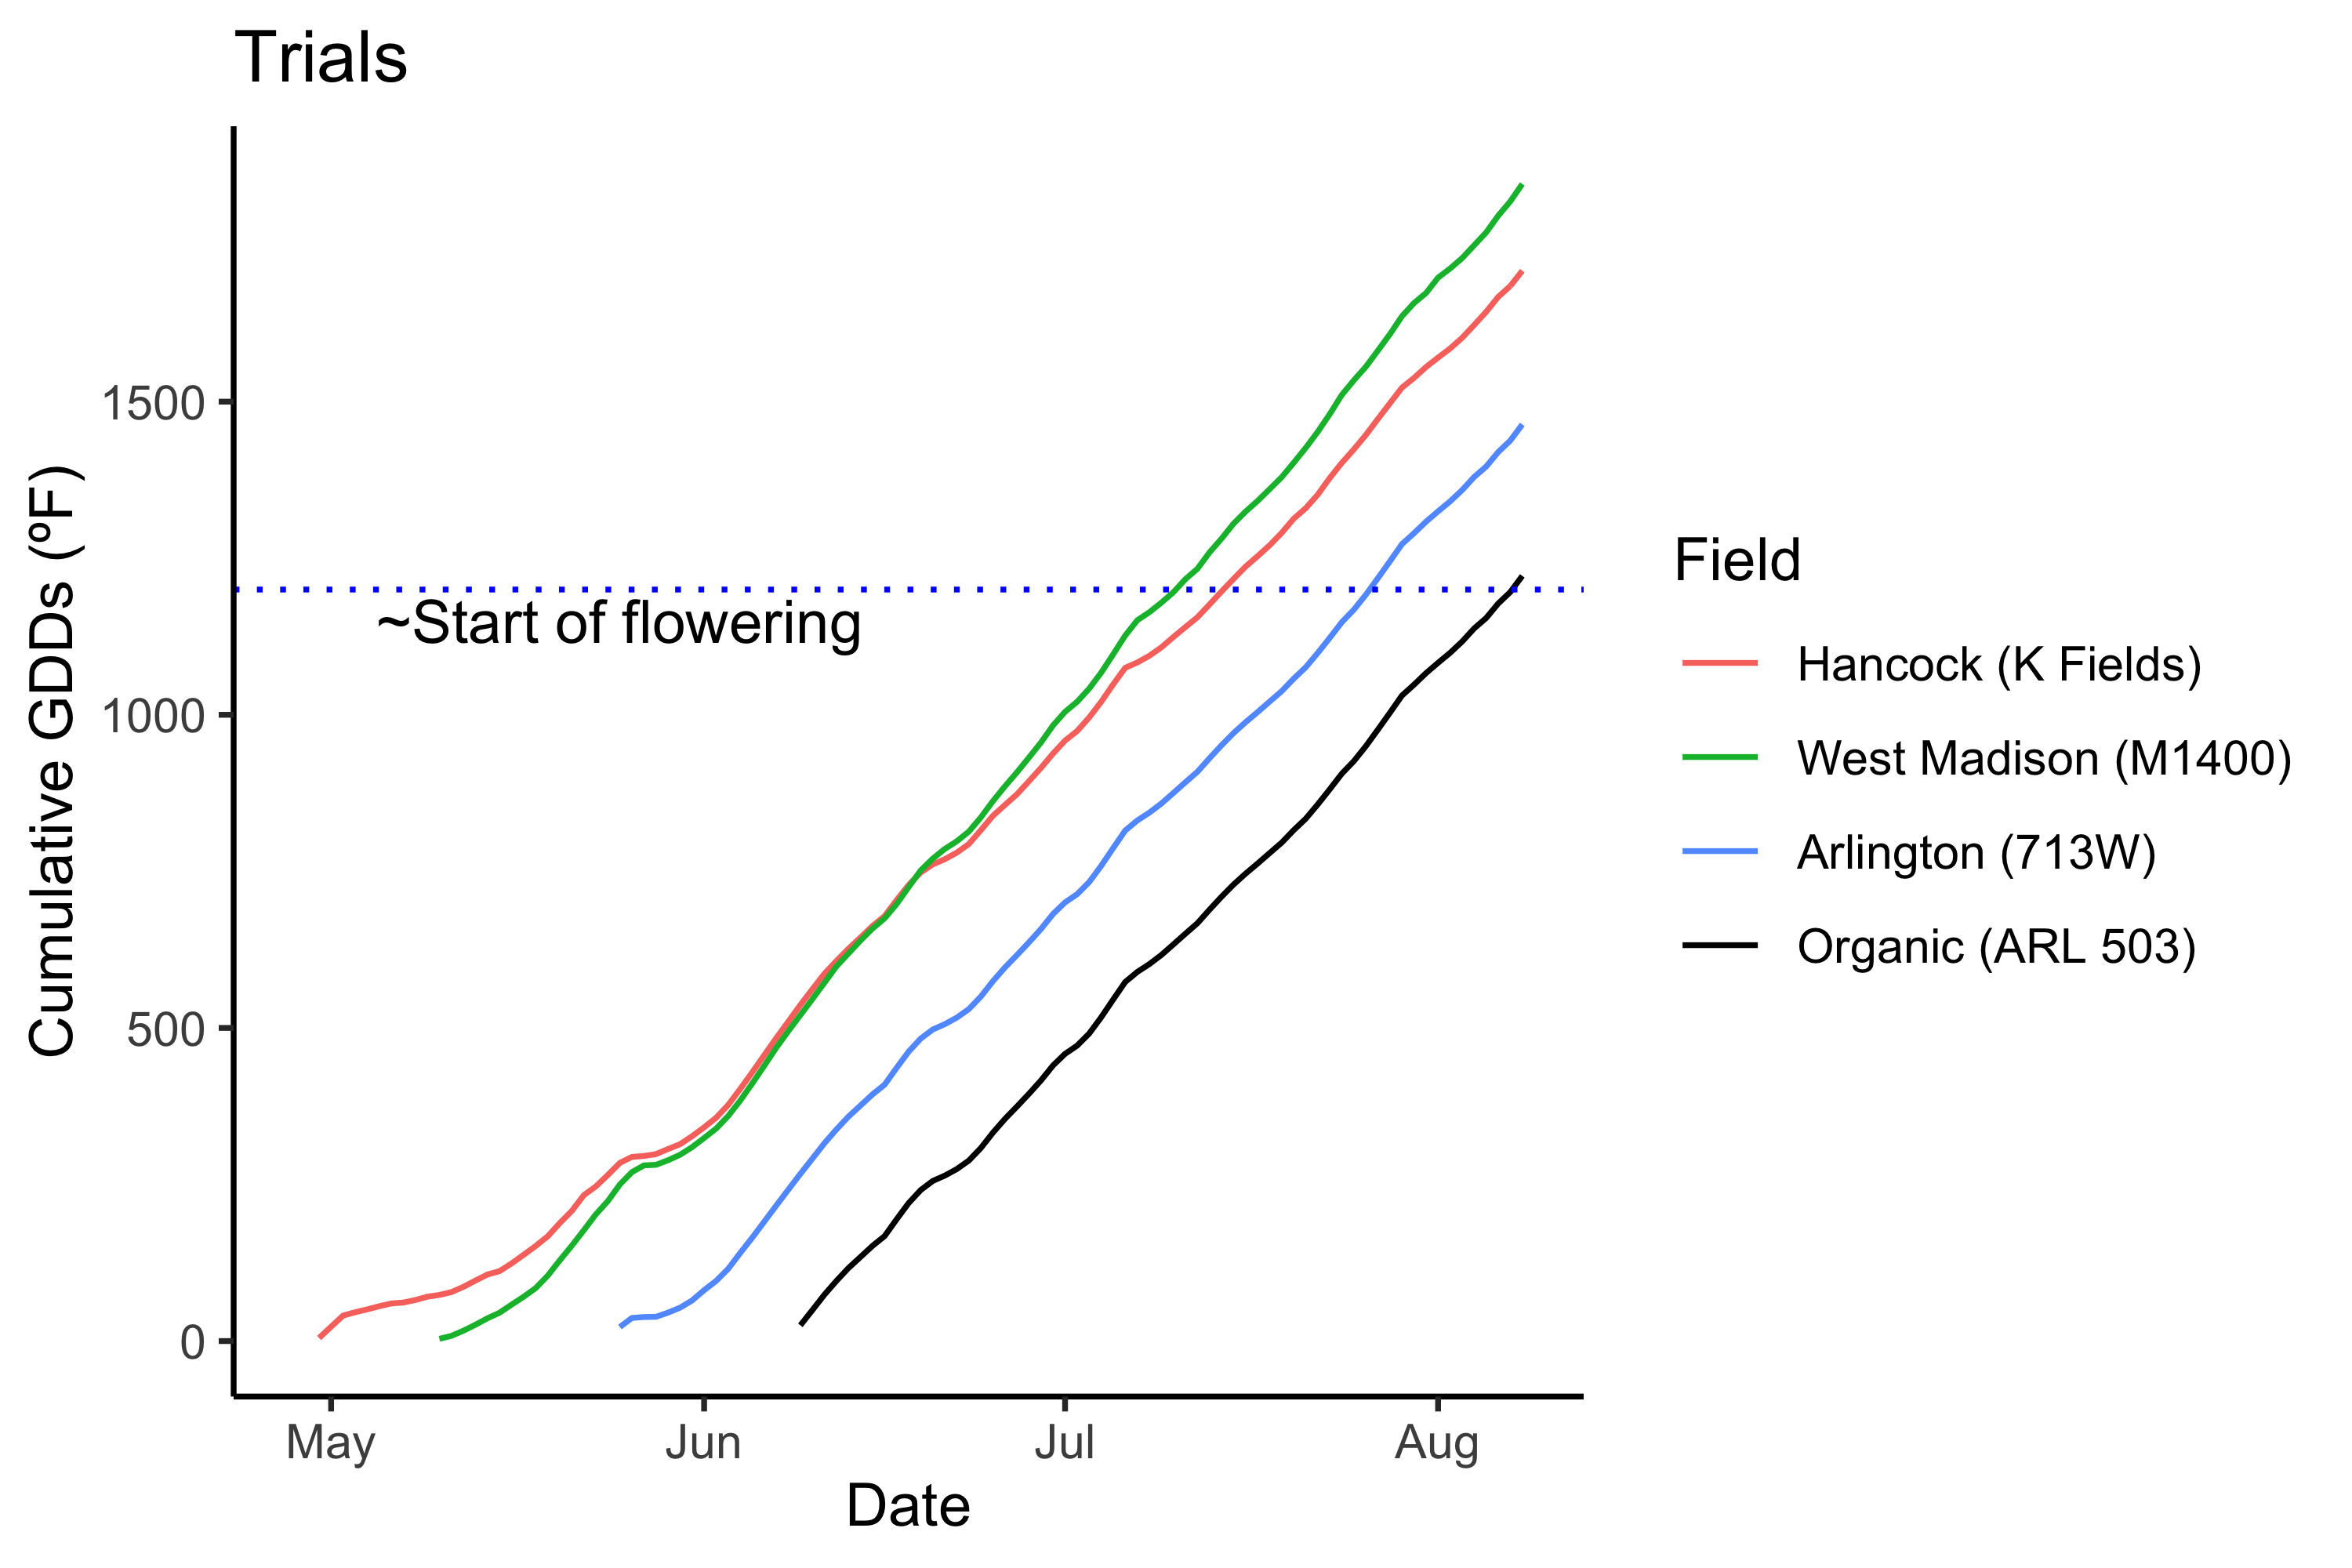 Trials
Cumulative GDDs (ºF)
1500
1000
500
0
~Start of flowering
May
Jun
Jul
Aug
Date
Field
Hancock (K Fields)
West Madison (M1400)
Arlington (713W)
Organic (ARL 503)